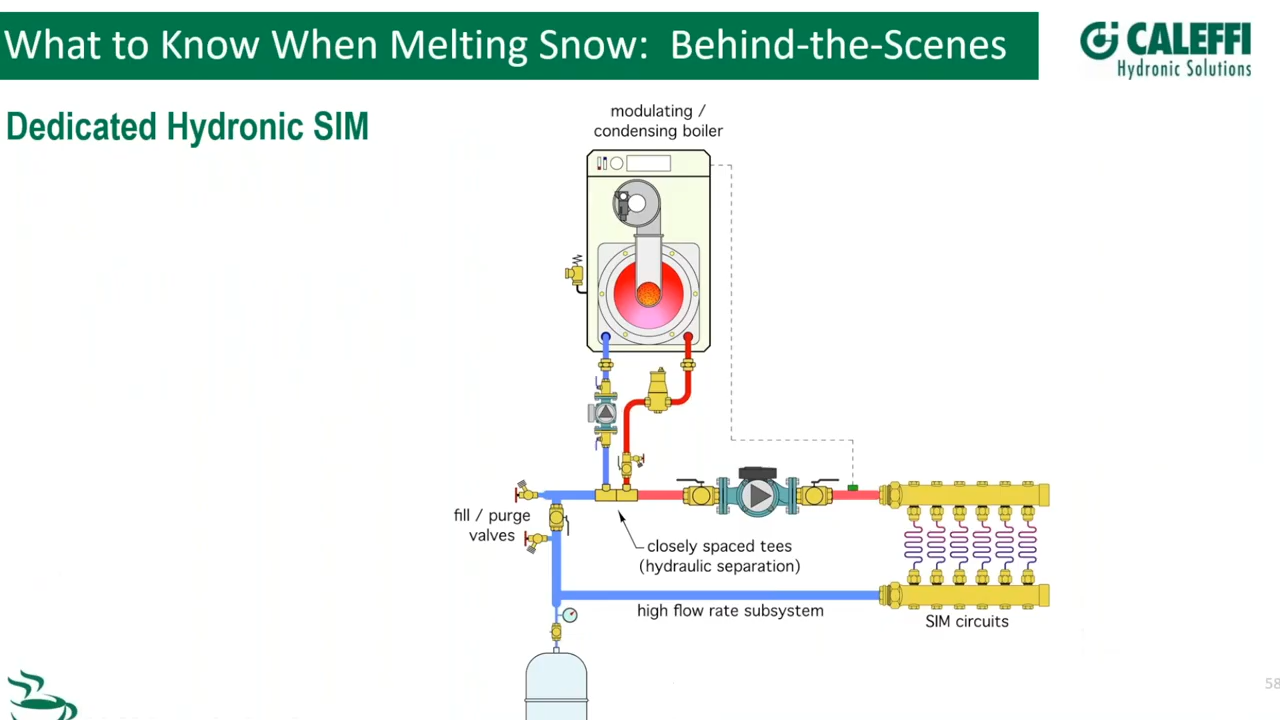 What to Know When Melting Snow:  Behind-the-Scenes
CALEFFI
Hydronic Solutions
Dedicated Hydronic SIM
modulating /
condensing boiler
fill / purge
valves
closely spaced tees
(hydraulic separation)
high flow rate subsystem
SIM circuits
58